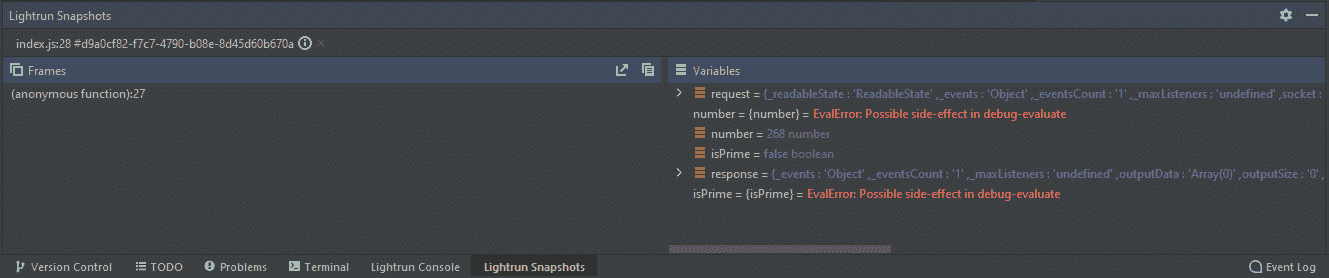 Lightrun Snapshots
index.js:28 #d9a0cf82-f7c7-4790-b08e-8d45d60b670a
Frames
(anonymous function):27
Variables
request = {_readableState : 'ReadableState' ,_events : 'Object' ,_eventsCount : '1' ,_maxListeners : 'undefined' ,socket :
number = {number} = EvalError: Possible side-effect in debug-evaluate
number = 268 number
isPrime = false boolean
response = {_events : 'Object' ,_eventsCount : '1' ,_maxListeners : 'undefined' ,outputData : 'Array(0)' ,outputSize : '0' ,
isPrime = {isPrime} = EvalError: Possible side-effect in debug-evaluate
Version Control TODO Problems Terminal Lightrun Console Lightrun Snapshots Event Log